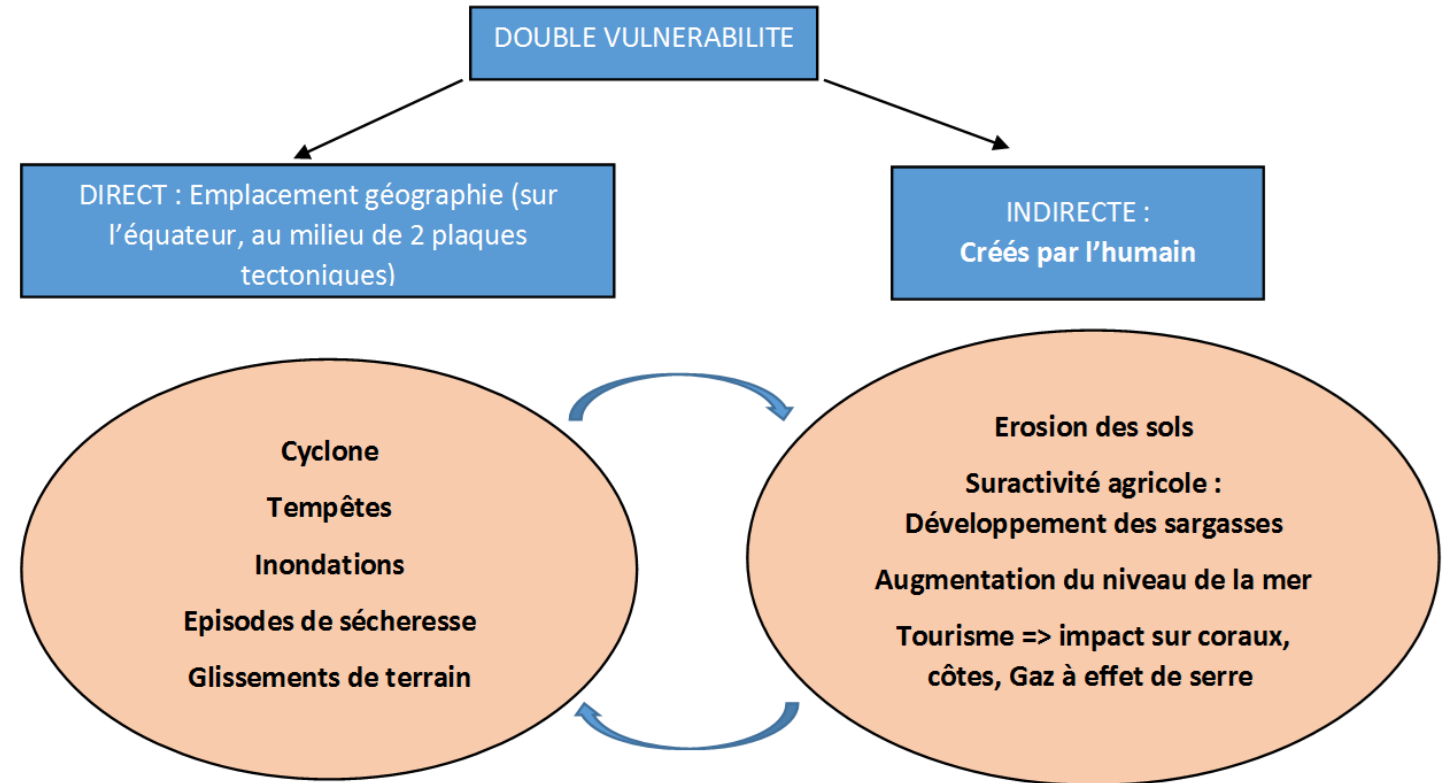 DOUBLE VULNERABILITE
DIRECT : Emplacement géographie (sur
l'équateur, au milieu de 2 plaques
tectoniques)
INDIRECTE :
Créés par l'humain
Cyclone
Tempêtes
Inondations
Episodes de sécheresse
Glissements de terrain
Erosion des sols
Suractivité agricole :
Développement des sargasses
Augmentation du niveau de la mer
Tourisme => impact sur coraux,
côtes, Gaz à effet de serre